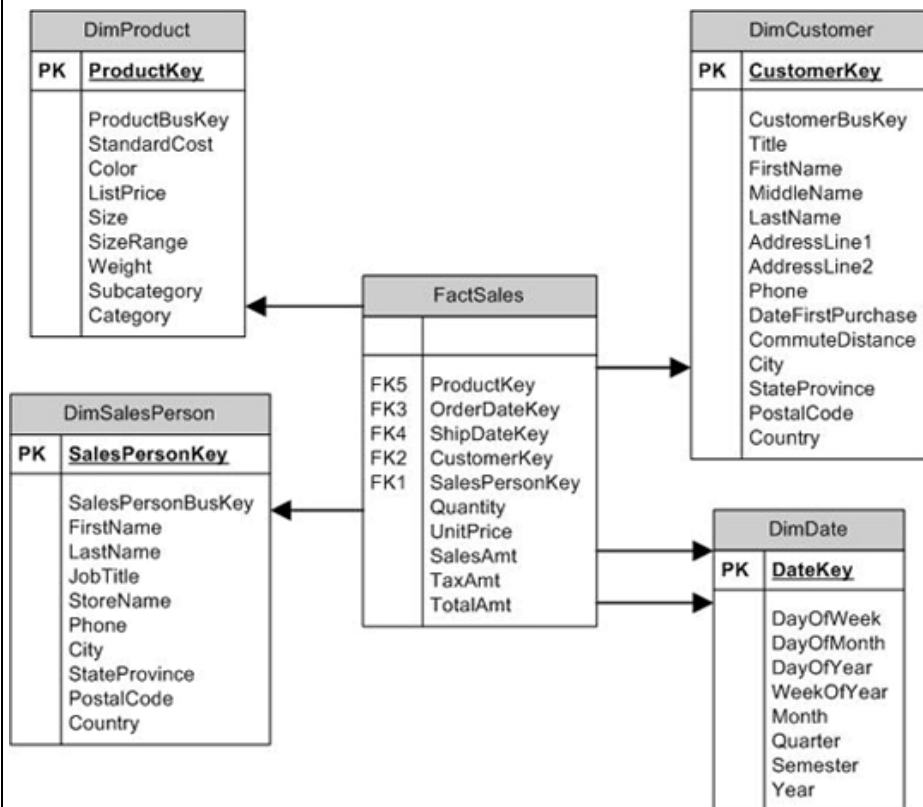 DimProduct
PK ProductKey
ProductBusKey
StandardCost
Color
ListPrice
Size
SizeRange
Weight
Subcategory
Category
DimCustomer
PK CustomerKey
CustomerBusKey
Title
FirstName
MiddleName
LastName
AddressLine1
AddressLine2
Phone
DateFirstPurchase
CommuteDistance
City
StateProvince
PostalCode
Country
FactSales
FK5 ProductKey
FK3 OrderDateKey
FK4 ShipDateKey
FK2 CustomerKey
FK1 SalesPersonKey
Quantity
UnitPrice
SalesAmt
TaxAmt
TotalAmt
DimSalesPerson
PK SalesPersonKey
SalesPersonBusKey
FirstName
LastName
JobTitle
StoreName
Phone
City
StateProvince
PostalCode
Country
DimDate
PK DateKey
DayOfWeek
DayOfMonth
DayOfYear
WeekOfYear
Month
Quarter
Semester
Year